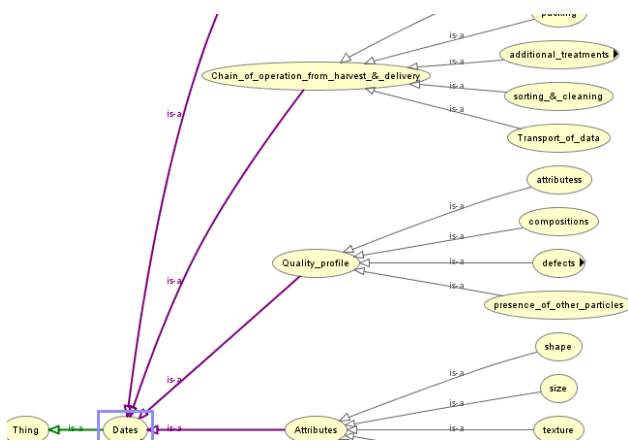 packing
is-a
additional_treatments
is-a
Chain_of_operation_from_harvest_&_delivery
is-a
sorting_&_cleaning
is-a
is-a
Transport_of_data
attributess
is-a
compositions
is-a
Quality_profile
is-a
defects
is-a
is-a
presence_of_other_particles
shape
is-a
is-a
size
is-a
Thing
is-a
Dates
is-a
Attributes
is-a
texture